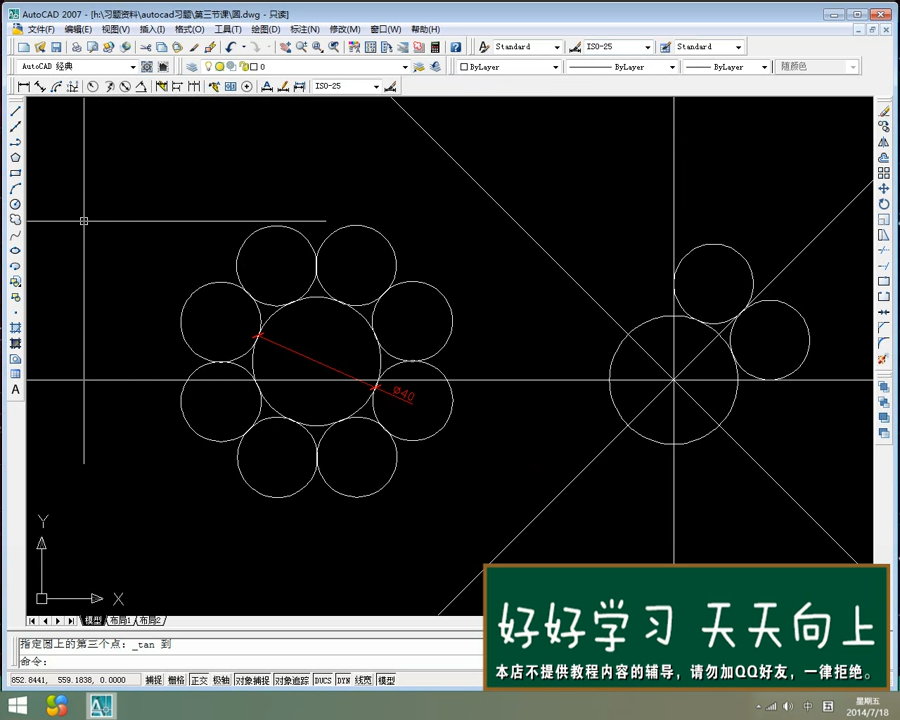 AutoCAD 2007 - [h:\习题资料\autocad习题\第三节课\圆.dwg - 只读]
文件(F) 编辑(E) 视图(V) 插入(I) 格式(O) 工具(T) 绘图(D) 标注(N) 修改(M) 窗口(W) 帮助(H)
Standard ISO-25 Standard
AutoCAD 经典 0 ByLayer ByLayer ByLayer 随颜色
ISO-25
A
Ø40
Y
X
模型 布局1 布局2
指定圆上的第三个点: _tan 到
命令:
852.8441, 559.1838, 0.0000 捕捉 栅格 正交 极轴 对象捕捉 对象追踪 DUCS DYN 线宽 模型
好好学习 天天向上
本店不提供教程内容的辅导，请勿加QQ好友，一律拒绝。
中
星期五
2014/7/18